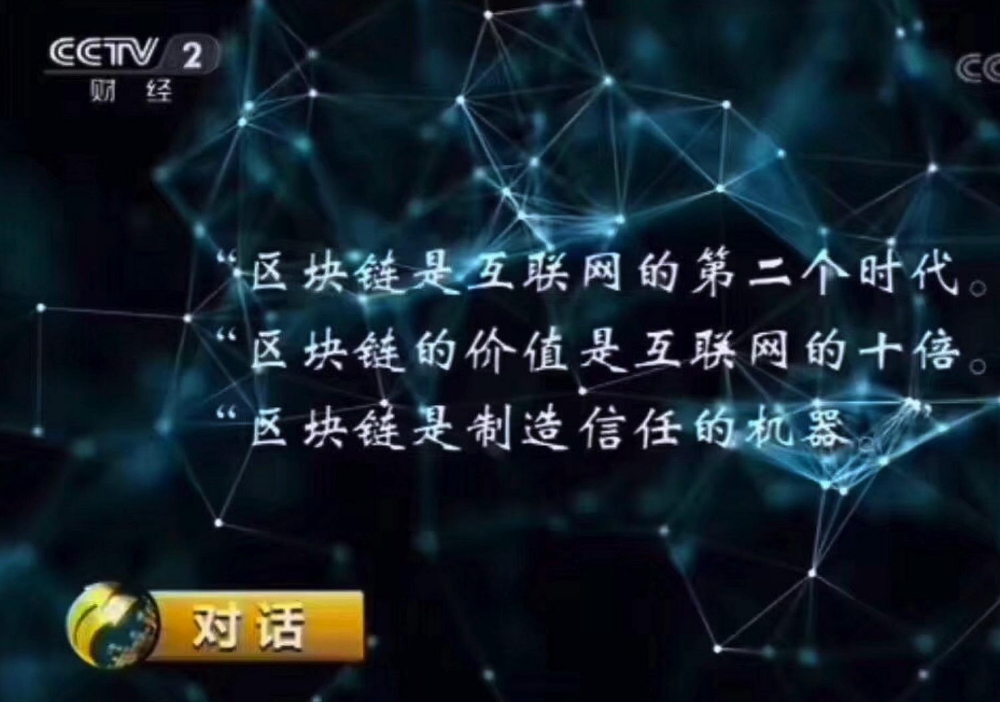 CCTV 2
财 经
CC
“区块链是互联网的第二个时代。
“区块链的价值是互联网的十倍。
“区块链是制造信任的机器。”
对话